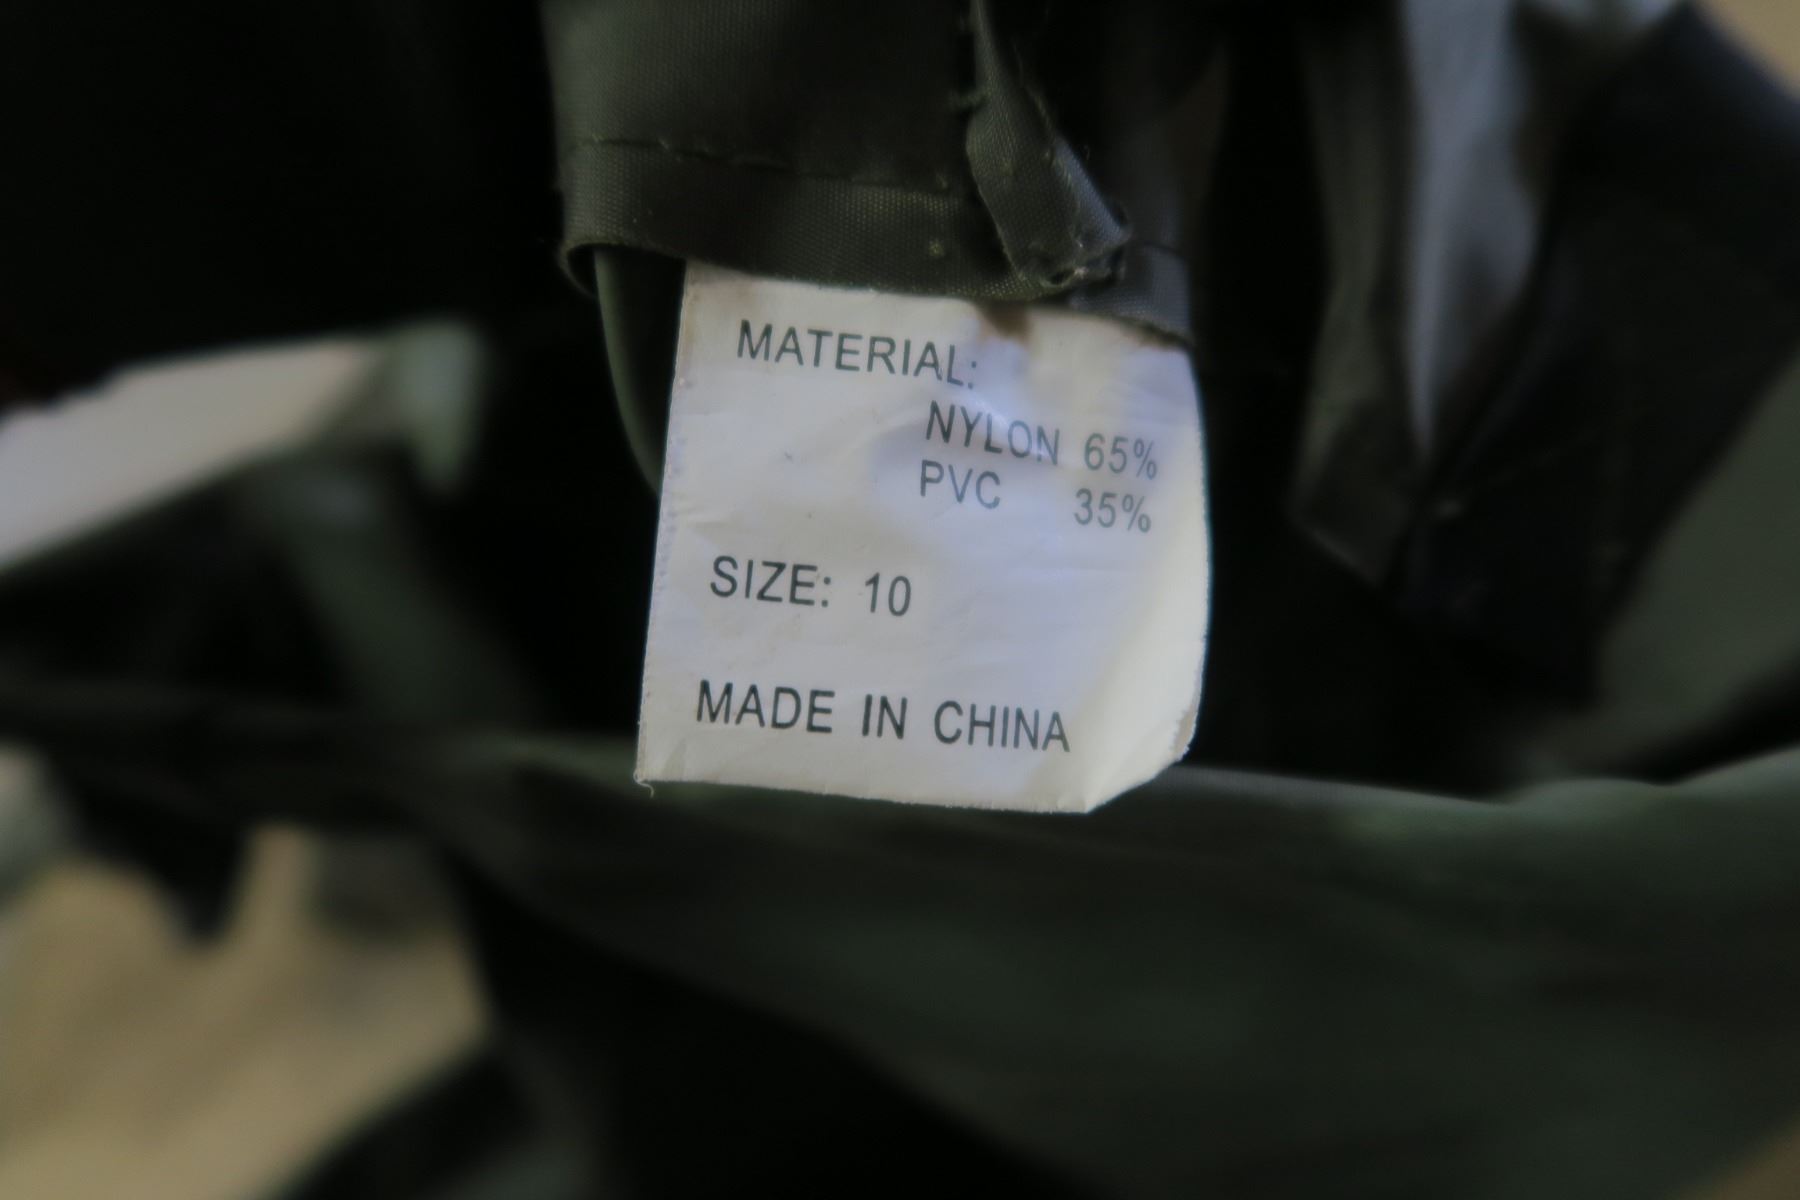 MATERIAL:
NYLON 65%
PVC 35%
SIZE: 10
MADE IN CHINA